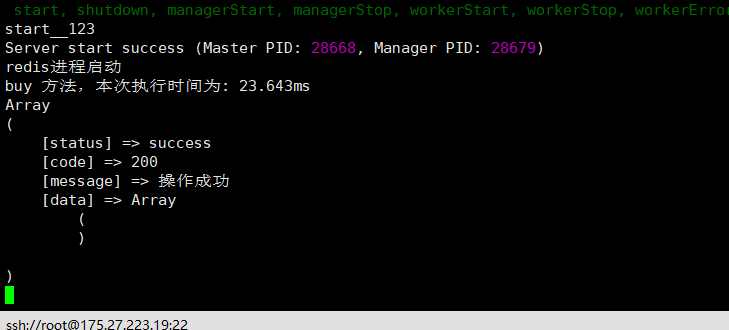 start, shutdown, managerStart, managerStop, workerStart, workerStop, workerError
start__123
Server start success (Master PID: 28668, Manager PID: 28679)
redis进程启动
buy 方法，本次执行时间为: 23.643ms
Array
(
    [status] => success
    [code] => 200
    [message] => 操作成功
    [data] => Array
        (
        )

)
ssh://root@175.27.223.19:22